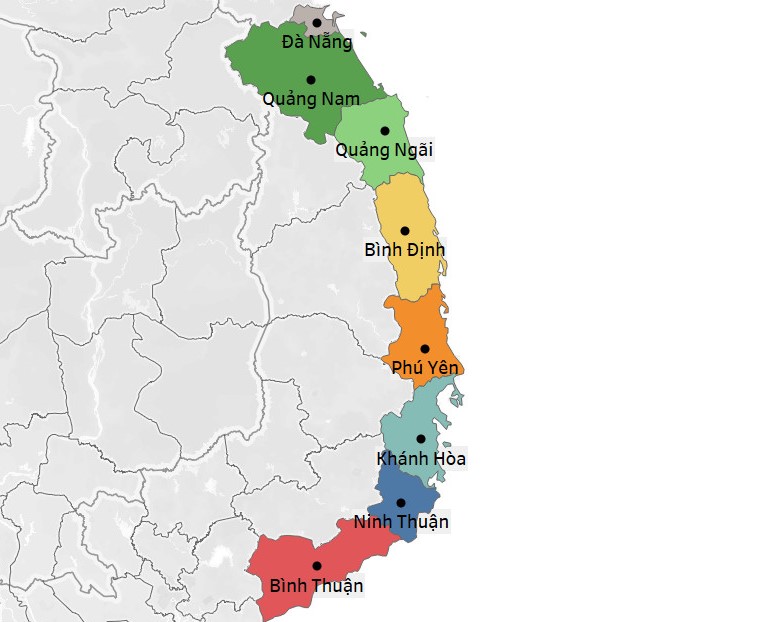 Đà Nẵng
Quảng Nam
Quảng Ngãi
Bình Định
Phú Yên
Khánh Hòa
Ninh Thuận
Bình Thuận